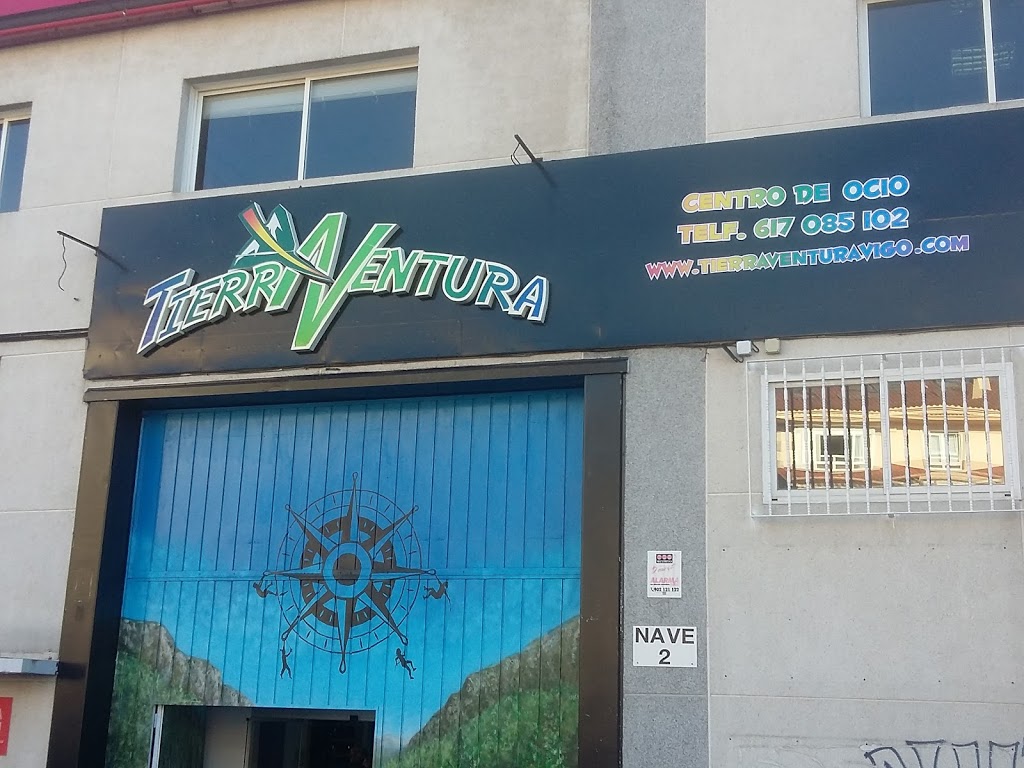 TIERRAVENTURA
CENTRO DE OCIO
TELF. 617 085 102
WWW.TIERRAVENTURAVIGO.COM
ALARMA
NAVE
2